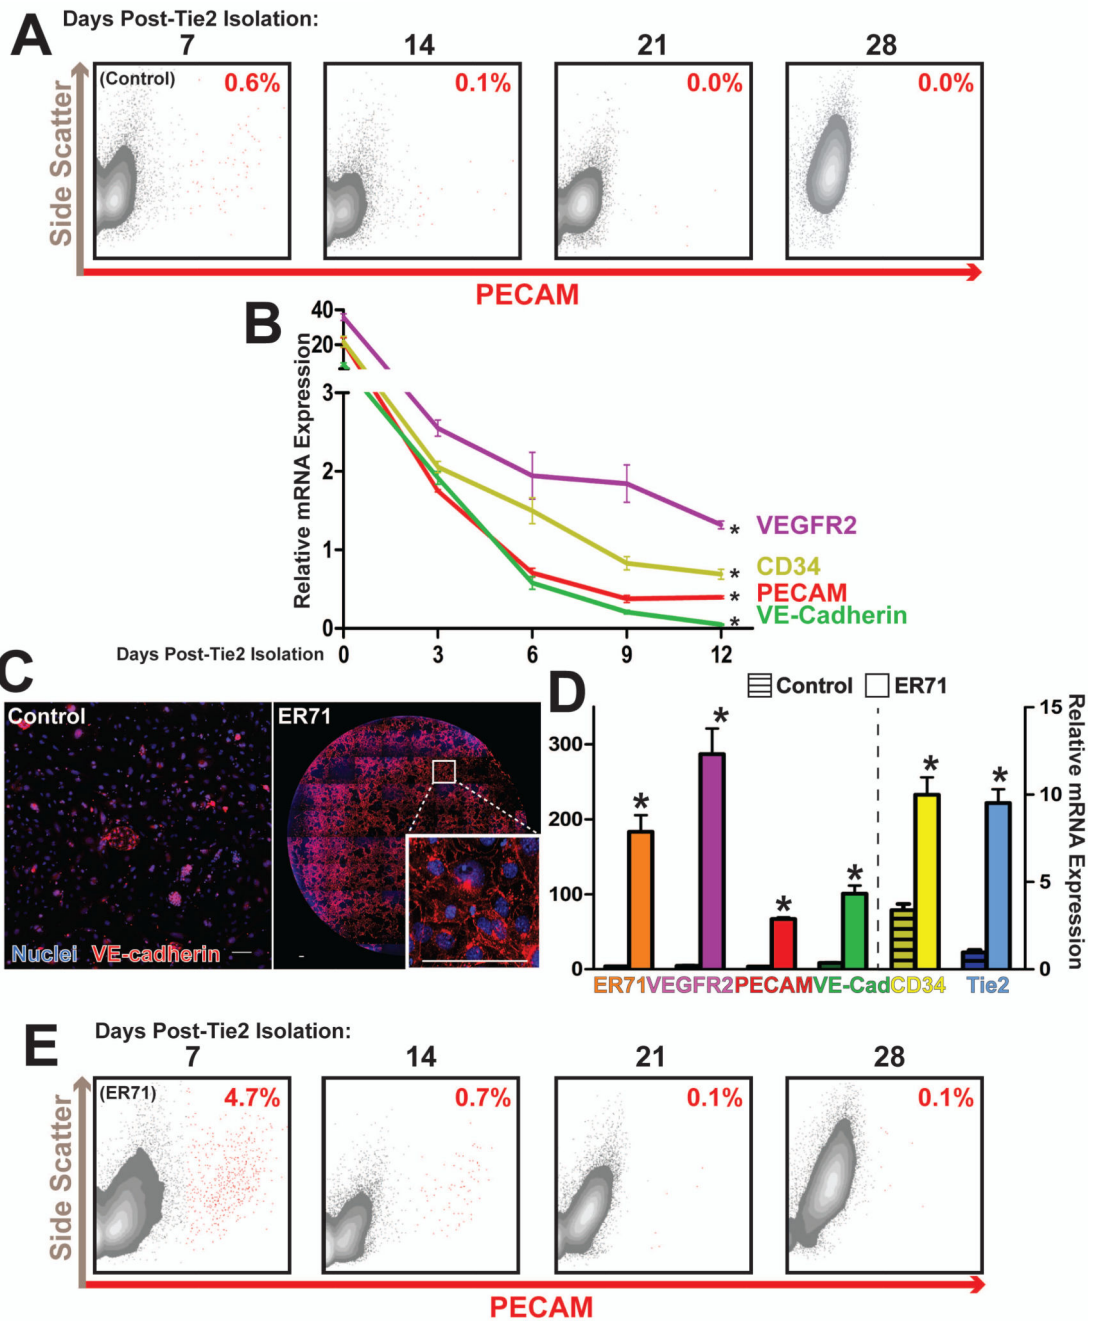 A
Days Post-Tie2 Isolation:
7 14 21 28
(Control) 0.6% 0.1% 0.0% 0.0%
Side Scatter
PECAM
B
Relative mRNA Expression
40
20
3
2
1
0
VEGFR2
CD34
PECAM
VE-Cadherin
* * * *
Days Post-Tie2 Isolation 0 3 6 9 12
C
Control
ER71
Nuclei VE-cadherin
D
Control ER71
300
200
100
0
* * * * * *
15
10
5
0
Relative mRNA Expression
ER71 VEGFR2 PECAM VE-Cad CD34 Tie2
E
Days Post-Tie2 Isolation:
7 14 21 28
(ER71) 4.7% 0.7% 0.1% 0.1%
Side Scatter
PECAM